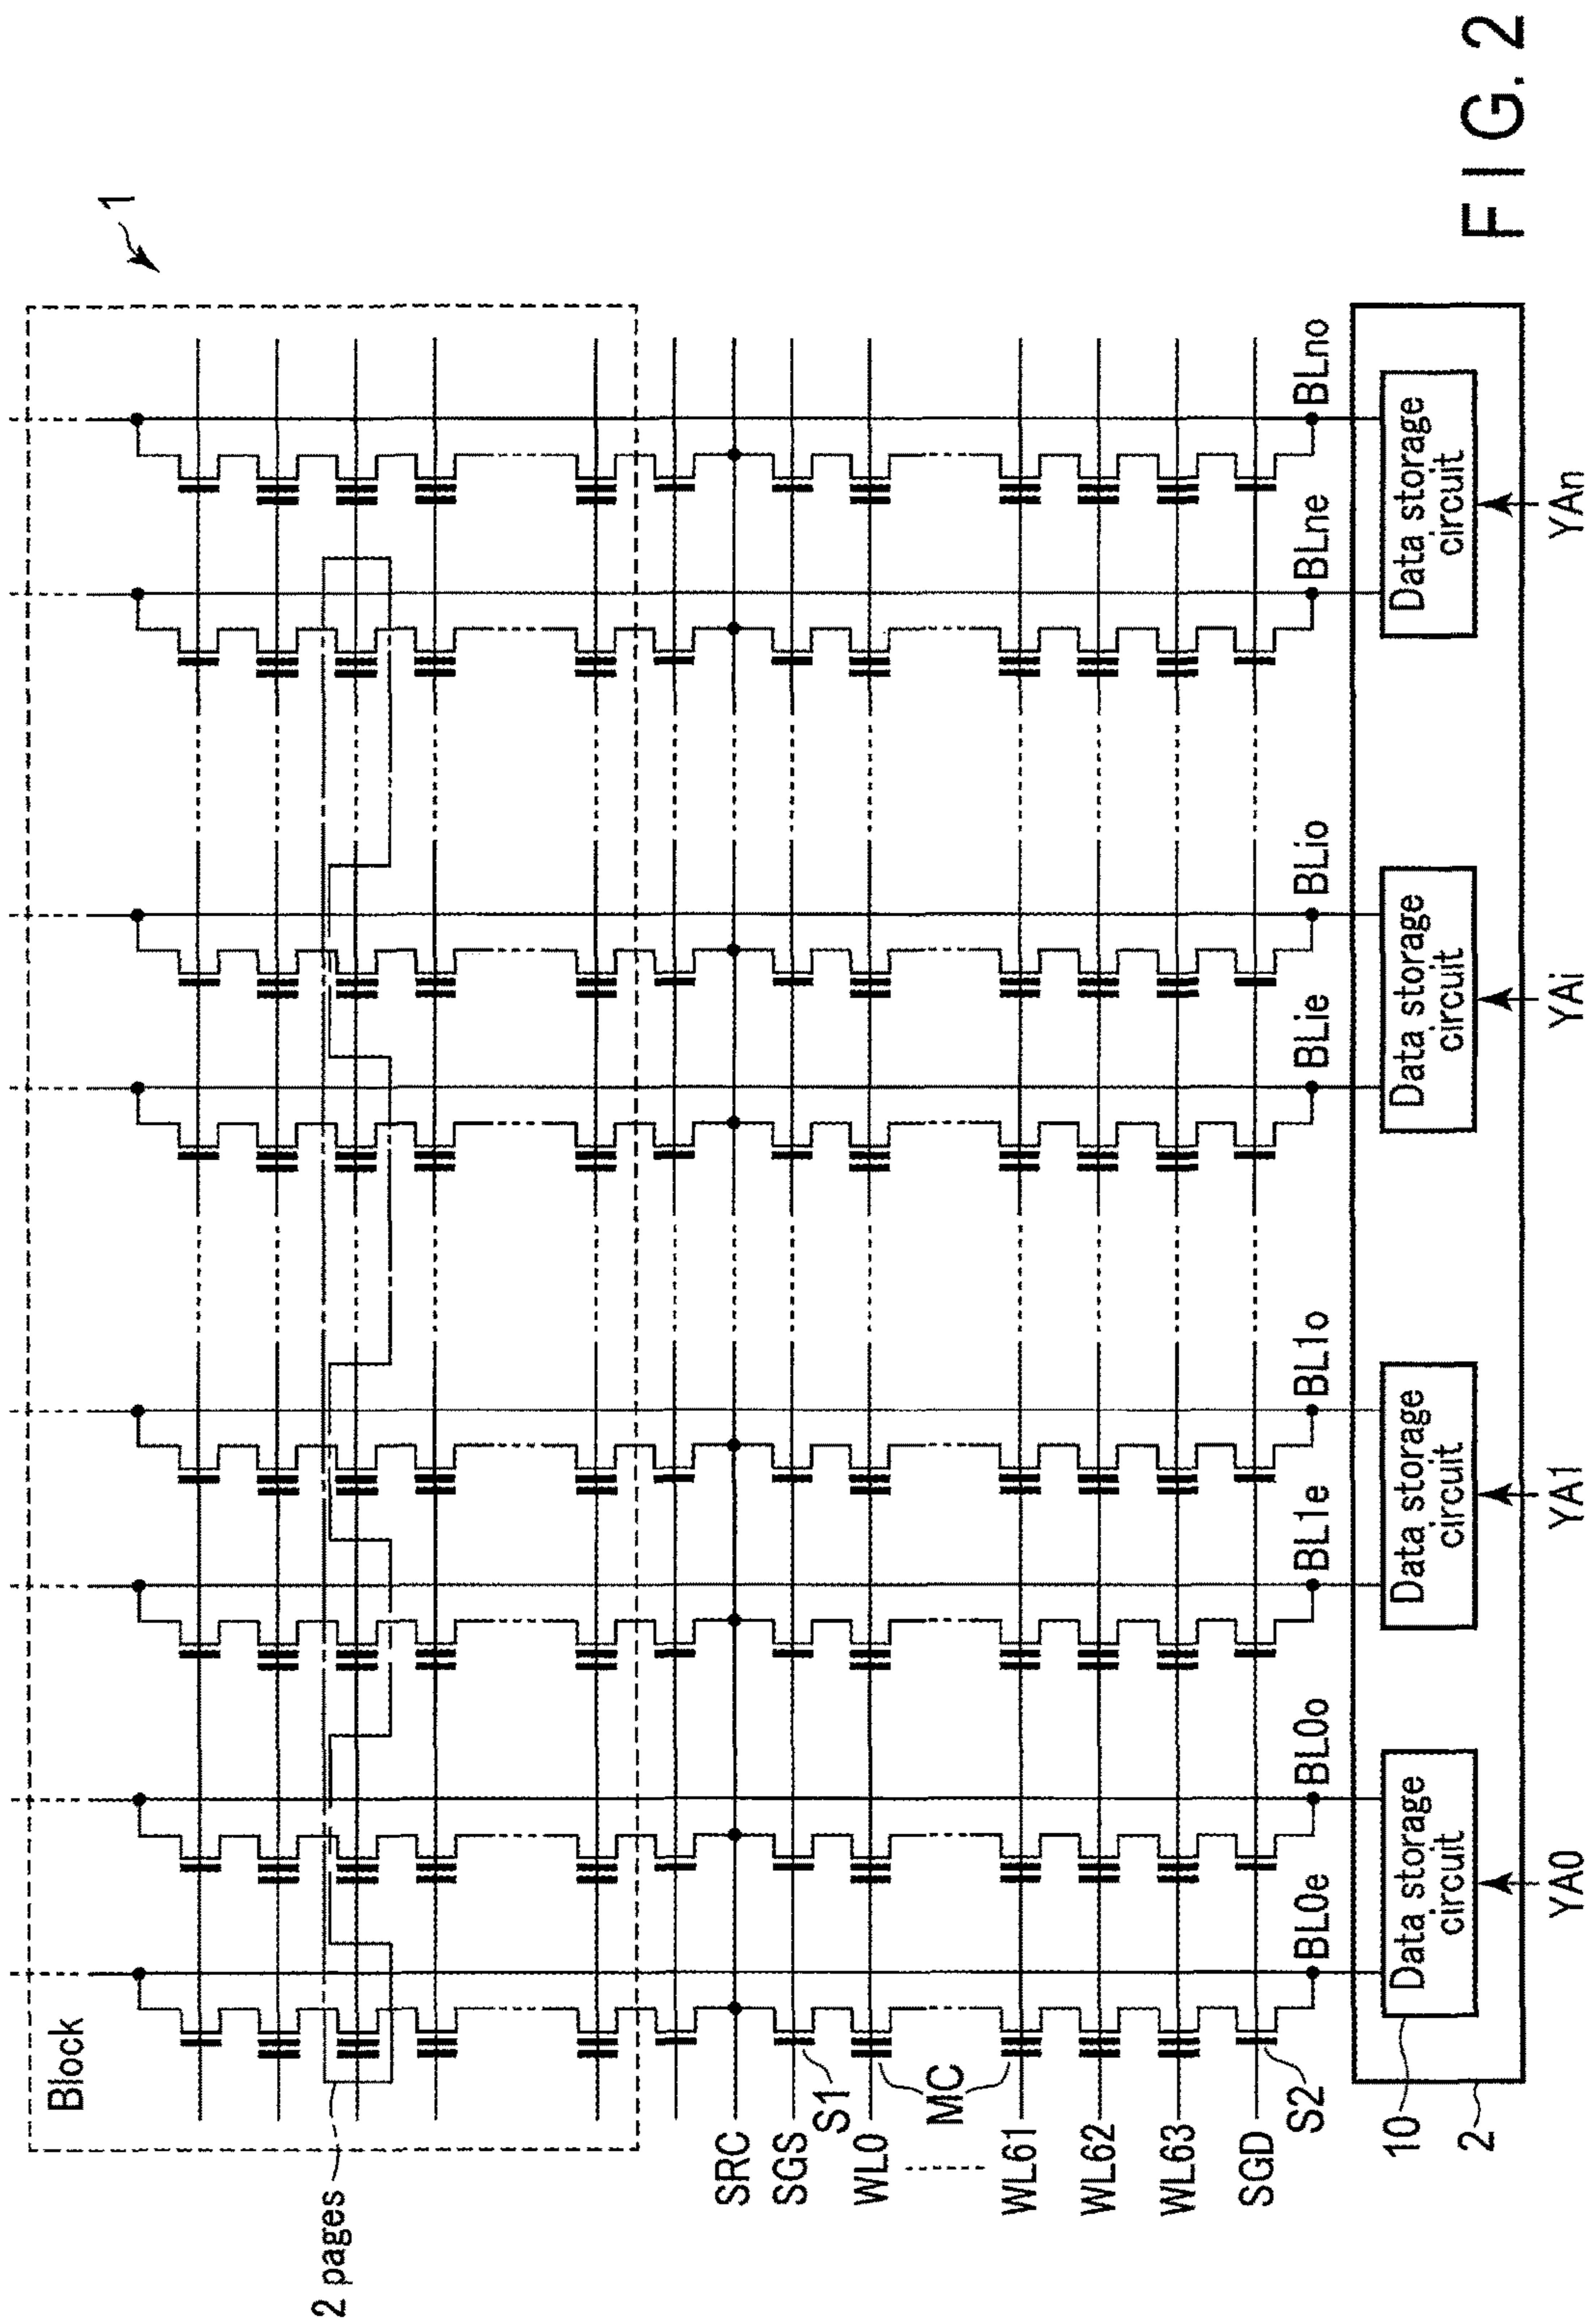 1
Block
2 pages
SRC
SGS
S1
WL0
MC
WL61
WL62
WL63
SGD
S2
BL0e
BL0o
BL1e
BL1o
BLie
BLio
BLne
BLno
10
2
Data storage
circuit
Data storage
circuit
Data storage
circuit
Data storage
circuit
YA0
YA1
YAi
YAn
FIG. 2